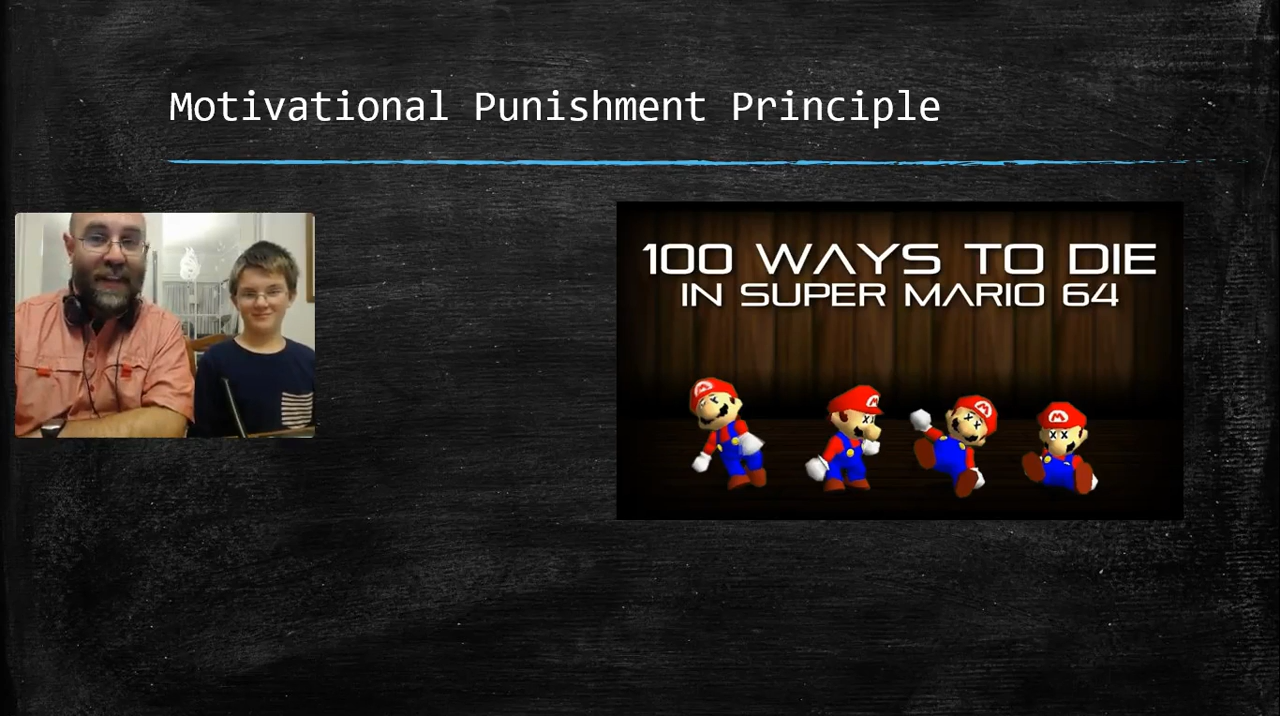 Motivational Punishment Principle
100 WAYS TO DIE
IN SUPER MARIO 64